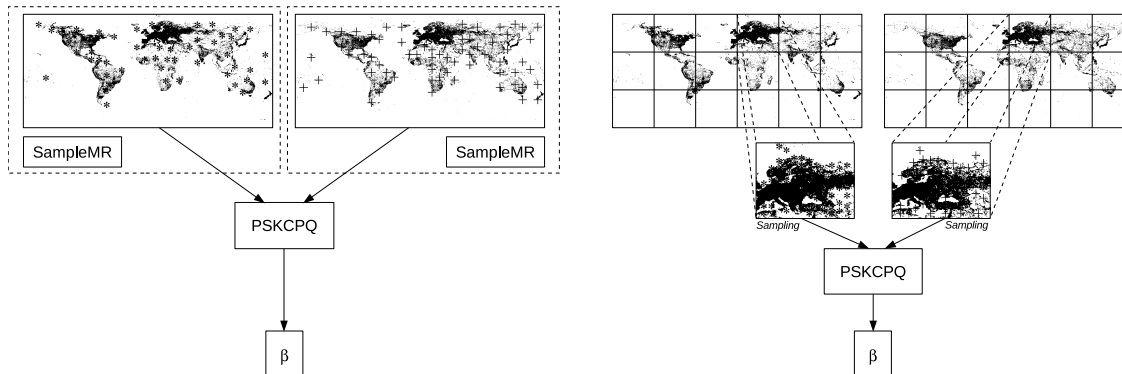 SampleMR
SampleMR
PSKCPQ
β
Sampling
Sampling
PSKCPQ
β